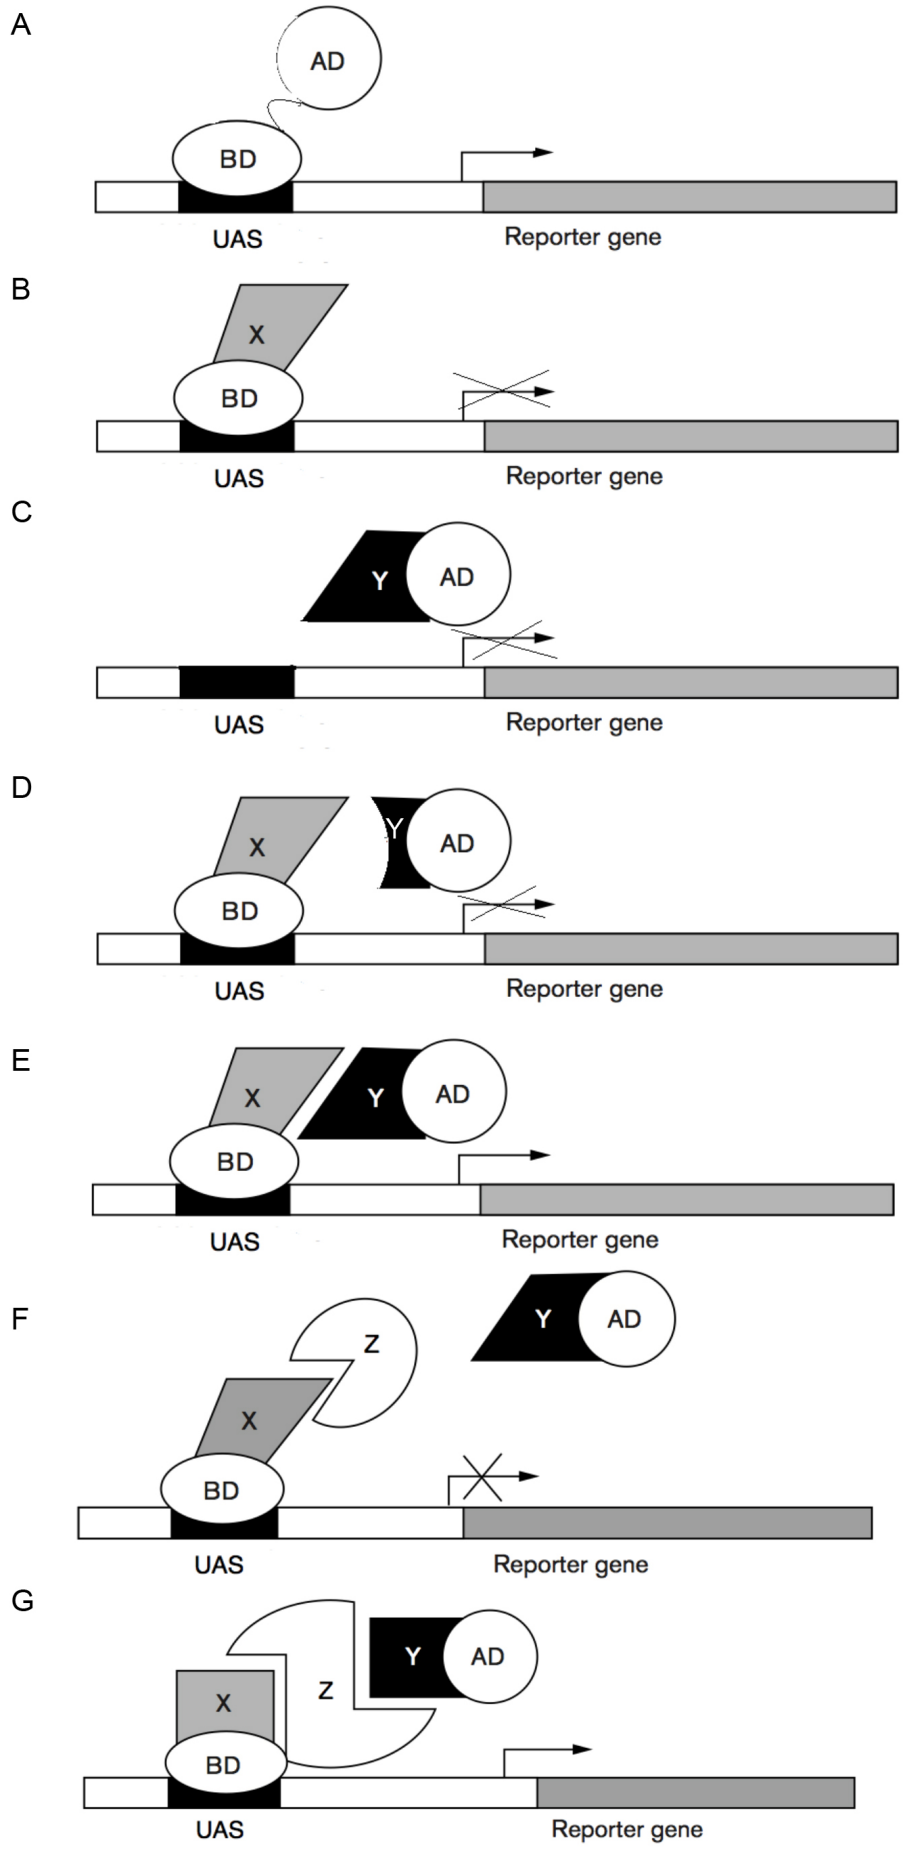 A
AD
BD
UAS
Reporter gene
B
X
BD
UAS
Reporter gene
C
Y AD
UAS
Reporter gene
D
X Y AD
BD
UAS
Reporter gene
E
X Y AD
BD
UAS
Reporter gene
F
Z Y AD
X
BD
UAS
Reporter gene
G
Y AD
X Z
BD
UAS
Reporter gene